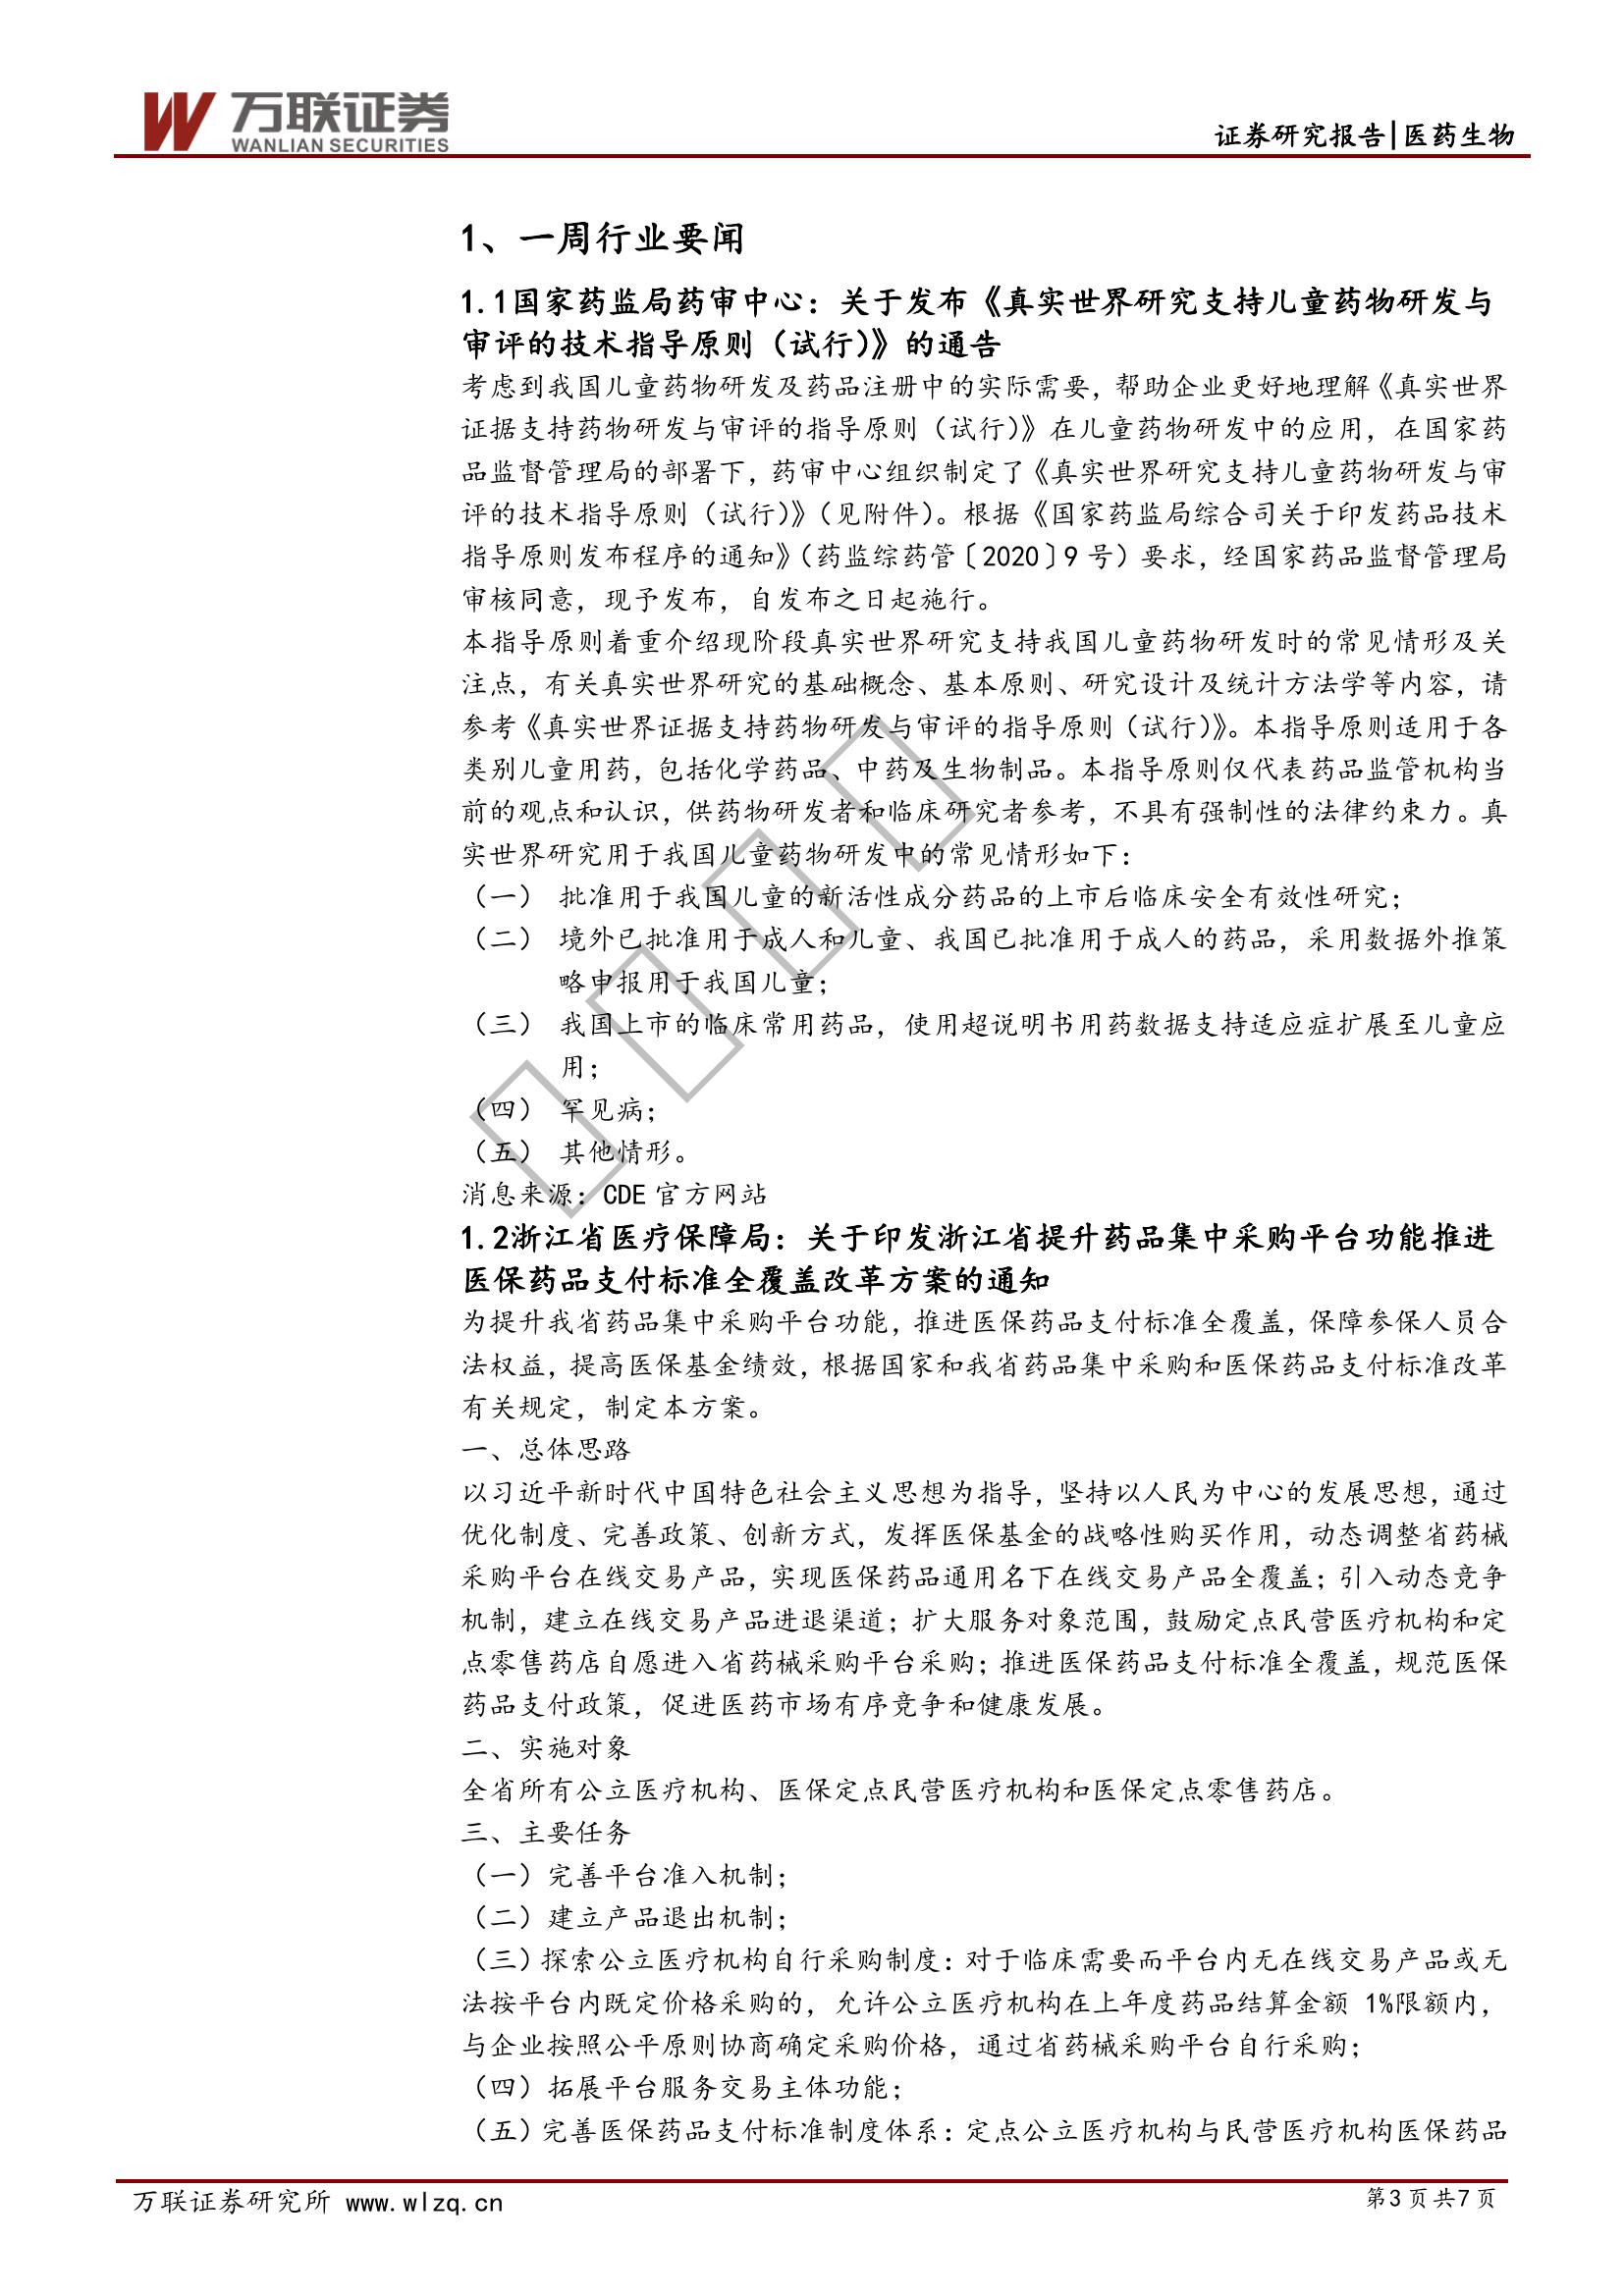 万联证券
WANLIAN SECURITIES
证券研究报告|医药生物
1、一周行业要闻
1.1国家药监局药审中心：关于发布《真实世界研究支持儿童药物研发与
审评的技术指导原则（试行）》的通告
考虑到我国儿童药物研发及药品注册中的实际需要，帮助企业更好地理解《真实世界
证据支持药物研发与审评的指导原则（试行）》在儿童药物研发中的应用，在国家药
品监督管理局的部署下，药审中心组织制定了《真实世界研究支持儿童药物研发与审
评的技术指导原则（试行）》（见附件）。根据《国家药监局综合司关于印发药品技术
指导原则发布程序的通知》（药监综药管〔2020〕9 号）要求，经国家药品监督管理局
审核同意，现予发布，自发布之日起施行。
本指导原则着重介绍现阶段真实世界研究支持我国儿童药物研发时的常见情形及关
注点，有关真实世界研究的基础概念、基本原则、研究设计及统计方法学等内容，请
参考《真实世界证据支持药物研发与审评的指导原则（试行）》。本指导原则适用于各
类别儿童用药，包括化学药品、中药及生物制品。本指导原则仅代表药品监管机构当
前的观点和认识，供药物研发者和临床研究者参考，不具有强制性的法律约束力。真
实世界研究用于我国儿童药物研发中的常见情形如下：
（一） 批准用于我国儿童的新活性成分药品的上市后临床安全有效性研究；
（二） 境外已批准用于成人和儿童、我国已批准用于成人的药品，采用数据外推策
略申报用于我国儿童；
（三） 我国上市的临床常用药品，使用超说明书用药数据支持适应症扩展至儿童应
用；
（四） 罕见病；
（五） 其他情形。
消息来源：CDE 官方网站
1.2浙江省医疗保障局：关于印发浙江省提升药品集中采购平台功能推进
医保药品支付标准全覆盖改革方案的通知
为提升我省药品集中采购平台功能，推进医保药品支付标准全覆盖，保障参保人员合
法权益，提高医保基金绩效，根据国家和我省药品集中采购和医保药品支付标准改革
有关规定，制定本方案。
一、总体思路
以习近平新时代中国特色社会主义思想为指导，坚持以人民为中心的发展思想，通过
优化制度、完善政策、创新方式，发挥医保基金的战略性购买作用，动态调整省药械
采购平台在线交易产品，实现医保药品通用名下在线交易产品全覆盖；引入动态竞争
机制，建立在线交易产品进退渠道；扩大服务对象范围，鼓励定点民营医疗机构和定
点零售药店自愿进入省药械采购平台采购；推进医保药品支付标准全覆盖，规范医保
药品支付政策，促进医药市场有序竞争和健康发展。
二、实施对象
全省所有公立医疗机构、医保定点民营医疗机构和医保定点零售药店。
三、主要任务
（一）完善平台准入机制；
（二）建立产品退出机制；
（三）探索公立医疗机构自行采购制度：对于临床需要而平台内无在线交易产品或无
法按平台内既定价格采购的，允许公立医疗机构在上年度药品结算金额 1%限额内，
与企业按照公平原则协商确定采购价格，通过省药械采购平台自行采购；
（四）拓展平台服务交易主体功能；
（五）完善医保药品支付标准制度体系：定点公立医疗机构与民营医疗机构医保药品
万联证券研究所 www.wlzq.cn
第 3 页 共 7 页